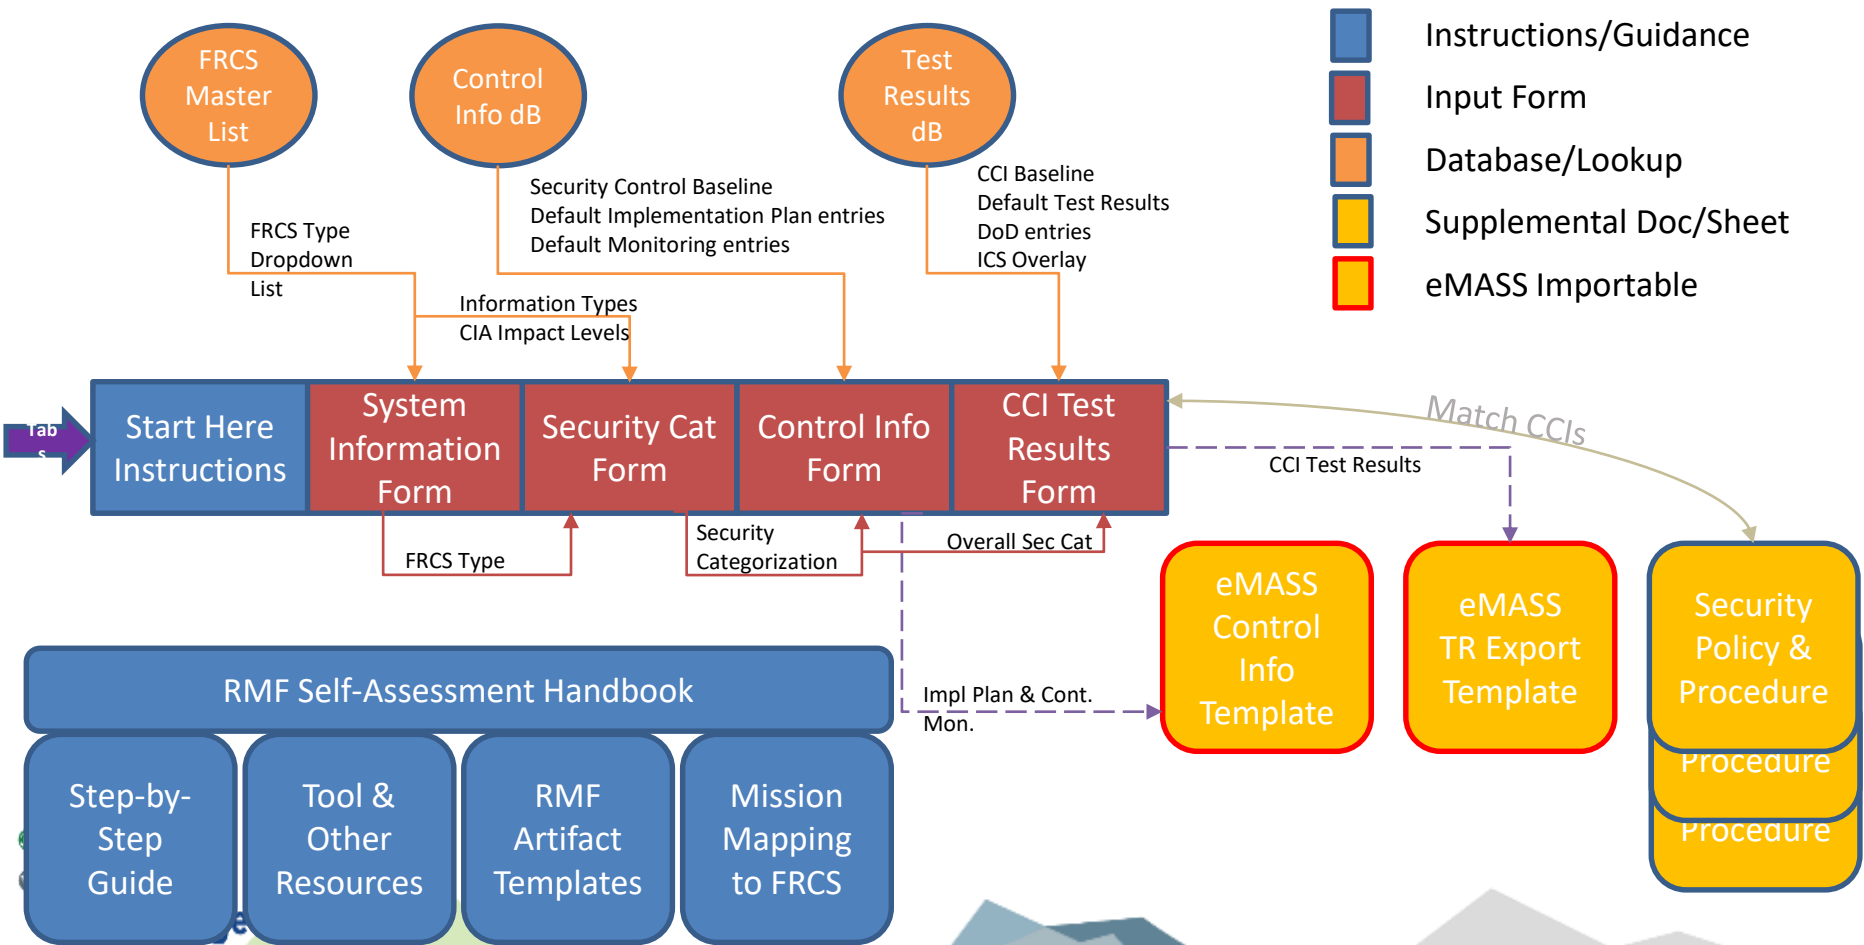 FRCS
Master
List
Control
Info dB
Test
Results
dB
Instructions/Guidance
Input Form
Database/Lookup
Supplemental Doc/Sheet
eMASS Importable
FRCS Type
Dropdown
List
Security Control Baseline
Default Implementation Plan entries
Default Monitoring entries
CCI Baseline
Default Test Results
DoD entries
ICS Overlay
Information Types
CIA Impact Levels
Tab
s
Start Here
Instructions
System
Information
Form
Security Cat
Form
Control Info
Form
CCI Test
Results
Form
Match CCIs
CCI Test Results
FRCS Type
Security
Categorization
Overall Sec Cat
Impl Plan & Cont.
Mon.
eMASS
Control
Info
Template
eMASS
TR Export
Template
Security
Policy &
Procedure
Procedure
Procedure
RMF Self-Assessment Handbook
Step-by-
Step
Guide
Tool &
Other
Resources
RMF
Artifact
Templates
Mission
Mapping
to FRCS